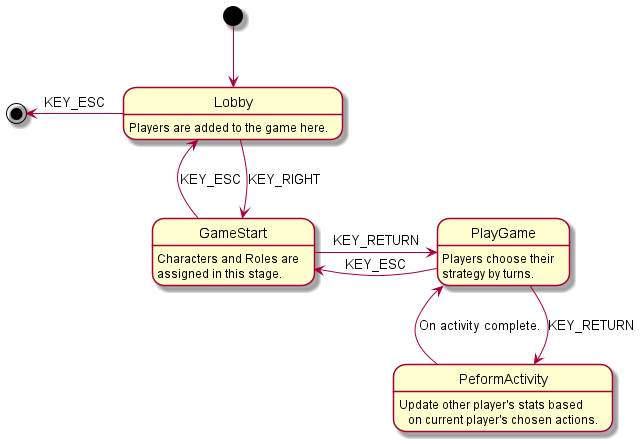 KEY_ESC
Lobby
Players are added to the game here.
KEY_ESC
KEY_RIGHT
GameStart
Characters and Roles are
assigned in this stage.
KEY_RETURN
KEY_ESC
PlayGame
Players choose their
strategy by turns.
On activity complete.
KEY_RETURN
PeformActivity
Update other player's stats based
on current player's chosen actions.